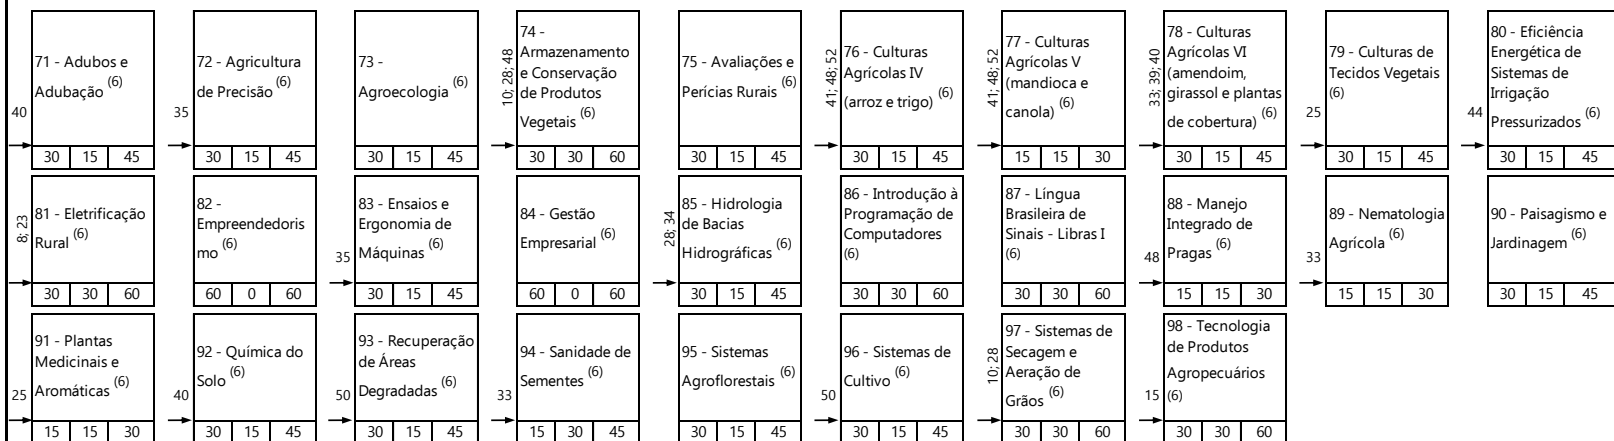 40
71 - Adubos e
Adubação (6)
30 15 45
35
72 - Agricultura
de Precisão (6)
30 15 45
73 -
Agroecologia (6)
30 15 45
10; 28; 48
74 -
Armazenamento
e Conservação
de Produtos
Vegetais (6)
30 30 60
75 - Avaliações e
Perícias Rurais (6)
30 15 45
41; 48; 52
76 - Culturas
Agrícolas IV
(arroz e trigo) (6)
30 15 45
41; 48; 52
77 - Culturas
Agrícolas V
(mandioca e
canola) (6)
15 15 30
33; 39; 40
78 - Culturas
Agrícolas VI
(amendoim,
girassol e plantas
de cobertura) (6)
30 15 45
25
79 - Culturas de
Tecidos Vegetais
(6)
30 15 45
44
80 - Eficiência
Energética de
Sistemas de
Irrigação
Pressurizados (6)
30 15 45
8; 23
81 - Eletrificação
Rural (6)
30 30 60
82 -
Empreendedoris
mo (6)
60 0 60
35
83 - Ensaios e
Ergonomia de
Máquinas (6)
30 15 45
84 - Gestão
Empresarial (6)
60 0 60
28; 34
85 - Hidrologia
de Bacias
Hidrográficas (6)
30 15 45
86 - Introdução à
Programação de
Computadores
(6)
30 30 60
87 - Língua
Brasileira de
Sinais - Libras I
(6)
30 30 60
48
88 - Manejo
Integrado de
Pragas (6)
15 15 30
33
89 - Nematologia
Agrícola (6)
15 15 30
90 - Paisagismo e
Jardinagem (6)
30 15 45
25
91 - Plantas
Medicinais e
Aromáticas (6)
15 15 30
40
92 - Química do
Solo (6)
30 15 45
50
93 - Recuperação
de Áreas
Degradadas (6)
30 15 45
33
94 - Sanidade de
Sementes (6)
15 30 45
95 - Sistemas
Agroflorestais (6)
30 15 45
50
96 - Sistemas de
Cultivo (6)
30 15 45
10; 28
97 - Sistemas de
Secagem e
Aeração de
Grãos (6)
30 30 60
15
98 - Tecnologia
de Produtos
Agropecuários
(6)
30 30 60